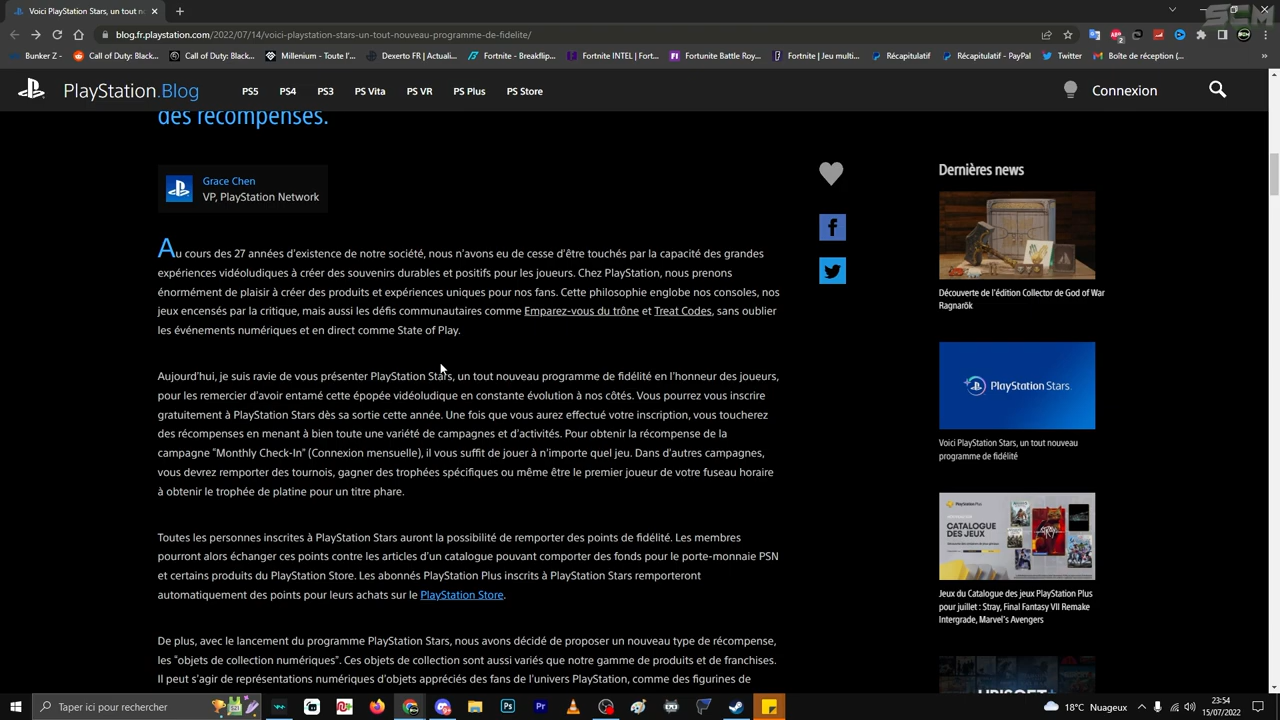 Voici PlayStation Stars, un tout n
blog.fr.playstation.com/2022/07/14/voici-playstation-stars-un-tout-nouveau-programme-de-fidelite/
Bunker Z - Call of Duty: Black... Call of Duty: Black... Millenium - Toute l'... Dexerto FR | Actuali... Fortnite - Breakflip... Fortnite INTEL | Fort... Fortunite Battle Roy... Fortnite | Jeu multi... Récapitulatif Récapitulatif - PayPal Twitter Boîte de réception (...
PlayStation.Blog PS5 PS4 PS3 PS Vita PS VR PS Plus PS Store Connexion
des récompenses.
Grace Chen
VP, PlayStation Network
Au cours des 27 années d'existence de notre société, nous n'avons eu de cesse d'être touchés par la capacité des grandes
expériences vidéoludiques à créer des souvenirs durables et positifs pour les joueurs. Chez PlayStation, nous prenons
énormément de plaisir à créer des produits et expériences uniques pour nos fans. Cette philosophie englobe nos consoles, nos
jeux encensés par la critique, mais aussi les défis communautaires comme Emparez-vous du trône et Treat Codes, sans oublier
les événements numériques et en direct comme State of Play.
Aujourd'hui, je suis ravie de vous présenter PlayStation Stars, un tout nouveau programme de fidélité en l'honneur des joueurs,
pour les remercier d'avoir entamé cette épopée vidéoludique en constante évolution à nos côtés. Vous pourrez vous inscrire
gratuitement à PlayStation Stars dès sa sortie cette année. Une fois que vous aurez effectué votre inscription, vous toucherez
des récompenses en menant à bien toute une variété de campagnes et d'activités. Pour obtenir la récompense de la
campagne "Monthly Check-In" (Connexion mensuelle), il vous suffit de jouer à n'importe quel jeu. Dans d'autres campagnes,
vous devrez remporter des tournois, gagner des trophées spécifiques ou même être le premier joueur de votre fuseau horaire
à obtenir le trophée de platine pour un titre phare.
Toutes les personnes inscrites à PlayStation Stars auront la possibilité de remporter des points de fidélité. Les membres
pourront alors échanger ces points contre les articles d'un catalogue pouvant comporter des fonds pour le porte-monnaie PSN
et certains produits du PlayStation Store. Les abonnés PlayStation Plus inscrits à PlayStation Stars remporteront
automatiquement des points pour leurs achats sur le PlayStation Store.
De plus, avec le lancement du programme PlayStation Stars, nous avons décidé de proposer un nouveau type de récompense,
les "objets de collection numériques". Ces objets de collection sont aussi variés que notre gamme de produits et de franchises.
Il peut s'agir de représentations numériques d'objets appréciés des fans de l'univers PlayStation, comme des figurines de
Dernières news
Découverte de l'édition Collector de God of War
Ragnarök
PlayStation Stars
Voici PlayStation Stars, un tout nouveau
programme de fidélité
PlayStation Plus
CATALOGUE
DES JEUX
Jeux du Catalogue des jeux PlayStation Plus
pour juillet : Stray, Final Fantasy VII Remake
Intergrade, Marvel's Avengers
UBISOFT+
Taper ici pour rechercher
18°C Nuageux
23:54
15/07/2022